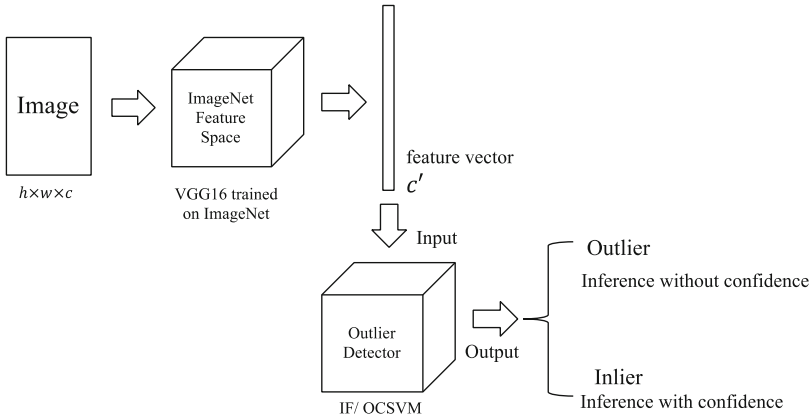 Image
h×w×c
ImageNet
Feature
Space
VGG16 trained
on ImageNet
feature vector
c′
Input
Outlier
Detector
IF/ OCSVM
Output
Outlier
Inference without confidence
Inlier
Inference with confidence